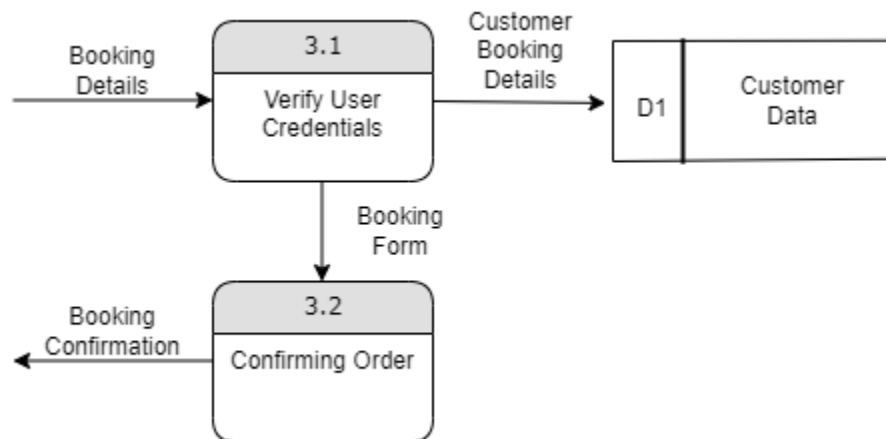 Booking
Details
3.1
Verify User
Credentials
Customer
Booking
Details
D1
Customer
Data
Booking
Form
3.2
Confirming Order
Booking
Confirmation